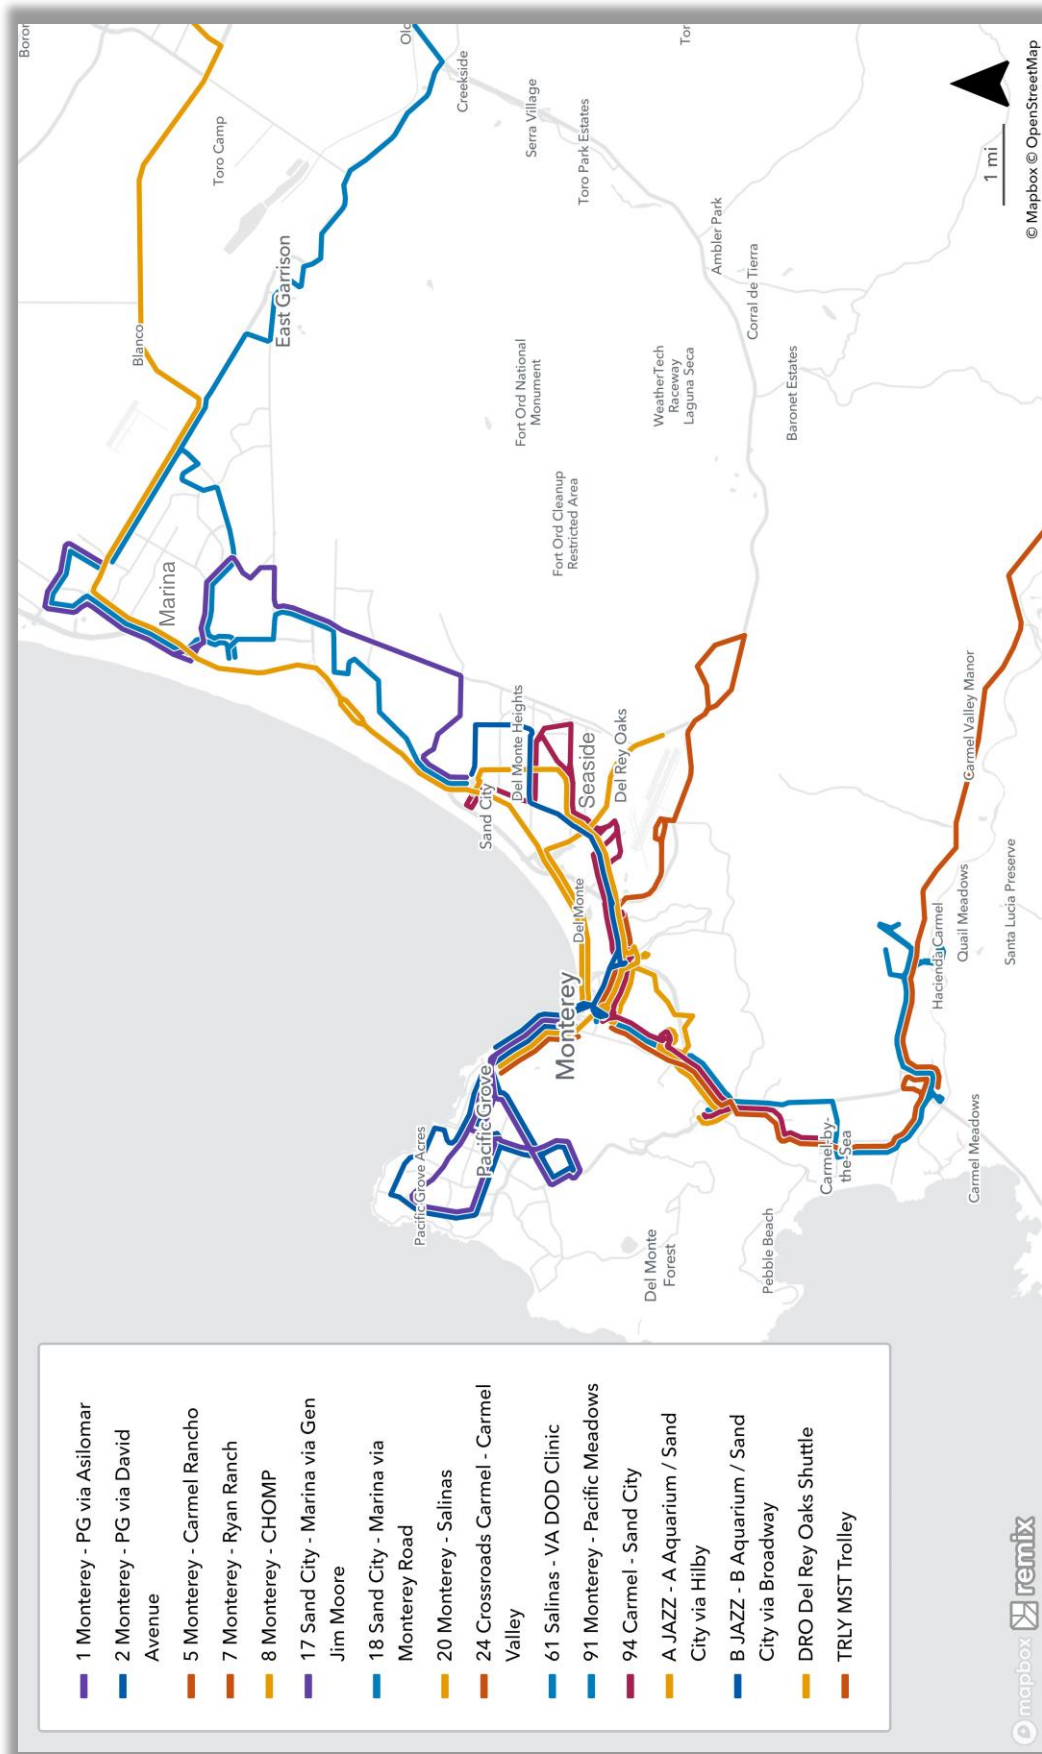 1 Monterey - PG via Asilomar
2 Monterey - PG via David
Avenue
5 Monterey - Carmel Rancho
7 Monterey - Ryan Ranch
8 Monterey - CHOMP
17 Sand City - Marina via Gen
Jim Moore
18 Sand City - Marina via
Monterey Road
20 Monterey - Salinas
24 Crossroads Carmel - Carmel
Valley
61 Salinas - VA DOD Clinic
91 Monterey - Pacific Meadows
94 Carmel - Sand City
A JAZZ - A Aquarium / Sand
City via Hilby
B JAZZ - B Aquarium / Sand
City via Broadway
DRO Del Rey Oaks Shuttle
TRLY MST Trolley
Boron
Toro Camp
Blanco
East Garrison
Marina
Creekside
Serra Village
Toro Park Estates
Ambler Park
Corral de Tierra
Baronet Estates
Fort Ord National
Monument
WeatherTech
Raceway
Laguna Seca
Fort Ord Cleanup
Restricted Area
Del Monte Heights
Sand City
Seaside
Del Rey Oaks
Del Monte
Monterey
Pacific Grove
Pacific Grove Acres
Del Monte
Forest
Pebble Beach
Carmel-by-
the-Sea
Carmel Meadows
Hacienda Carmel
Quail Meadows
Santa Lucia Preserve
Carmel Valley Manor
1 mi
© Mapbox © OpenStreetMap
mapbox remix